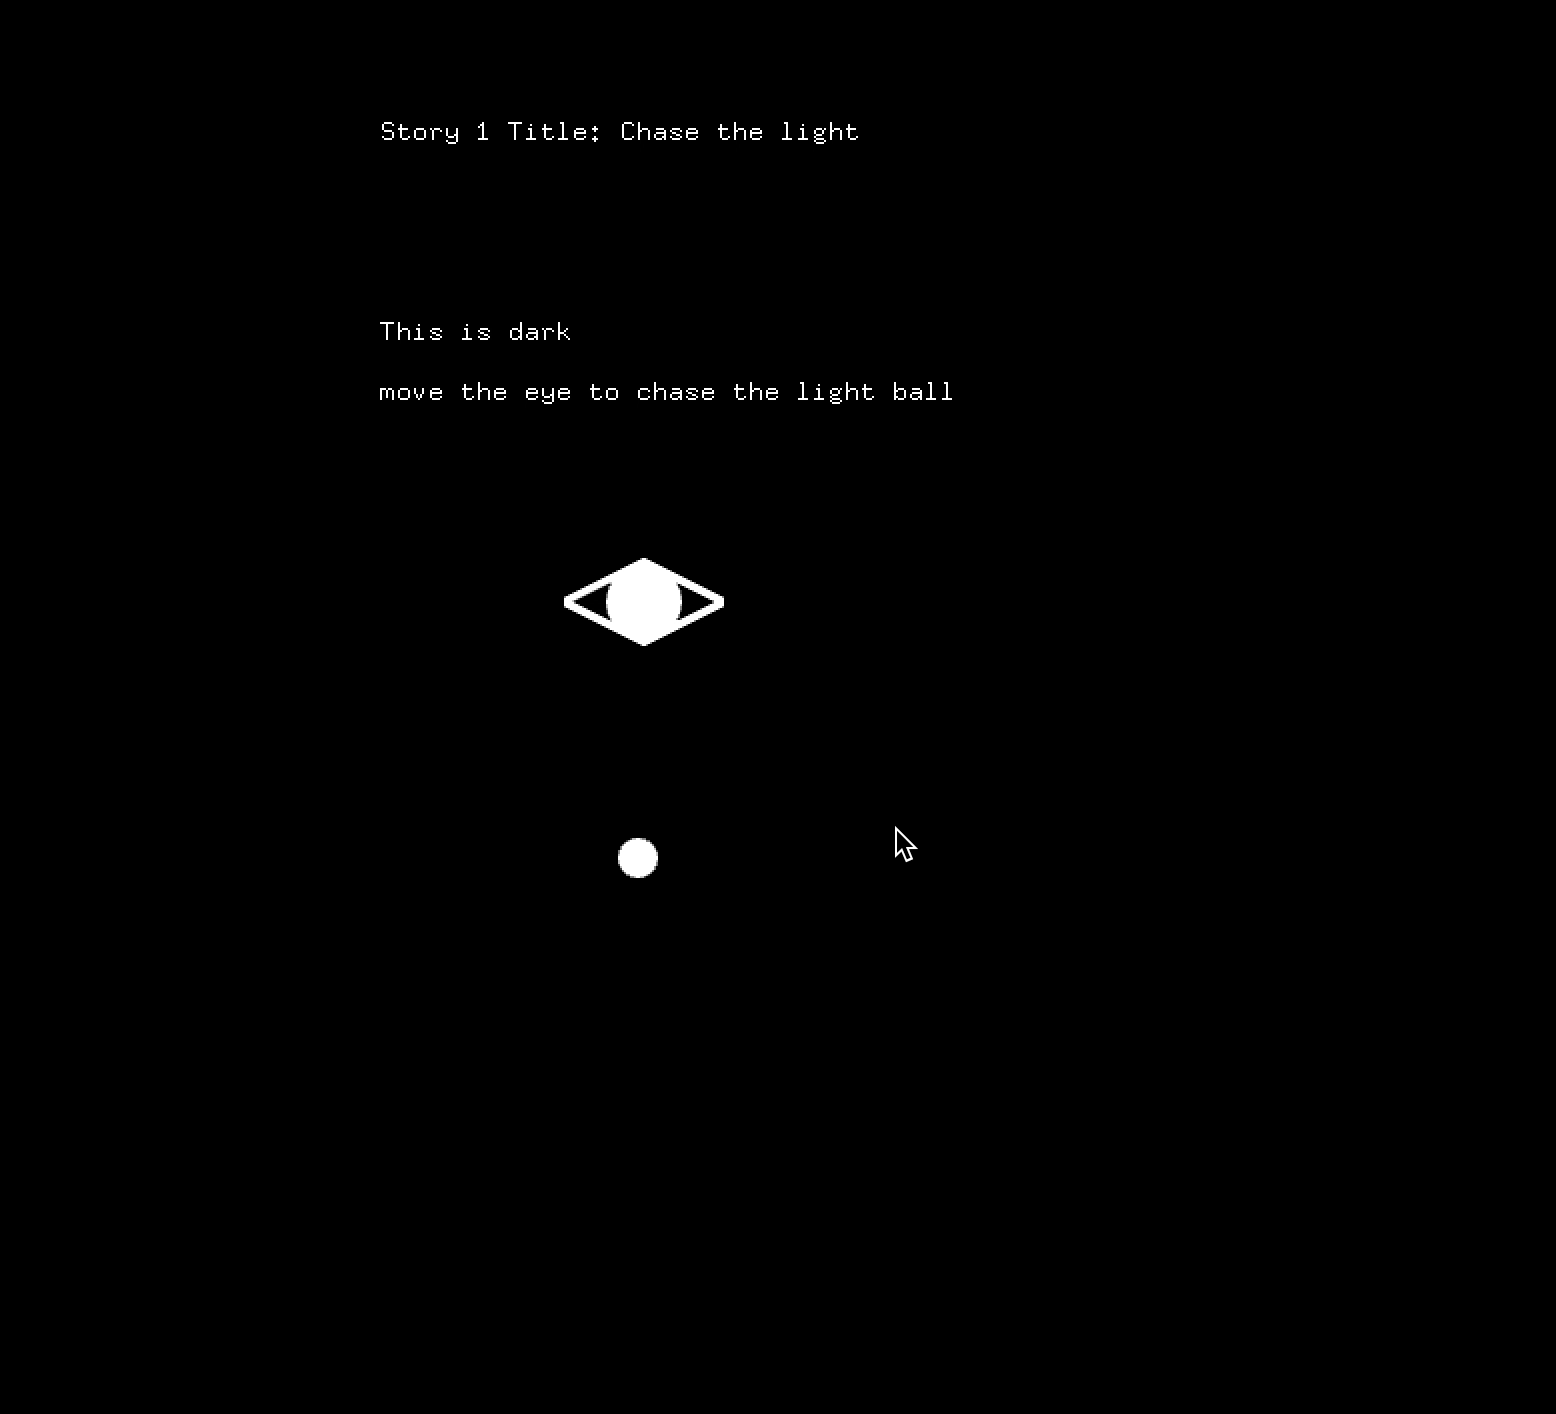 Story 1 Title: Chase the light
This is dark
move the eye to chase the light ball